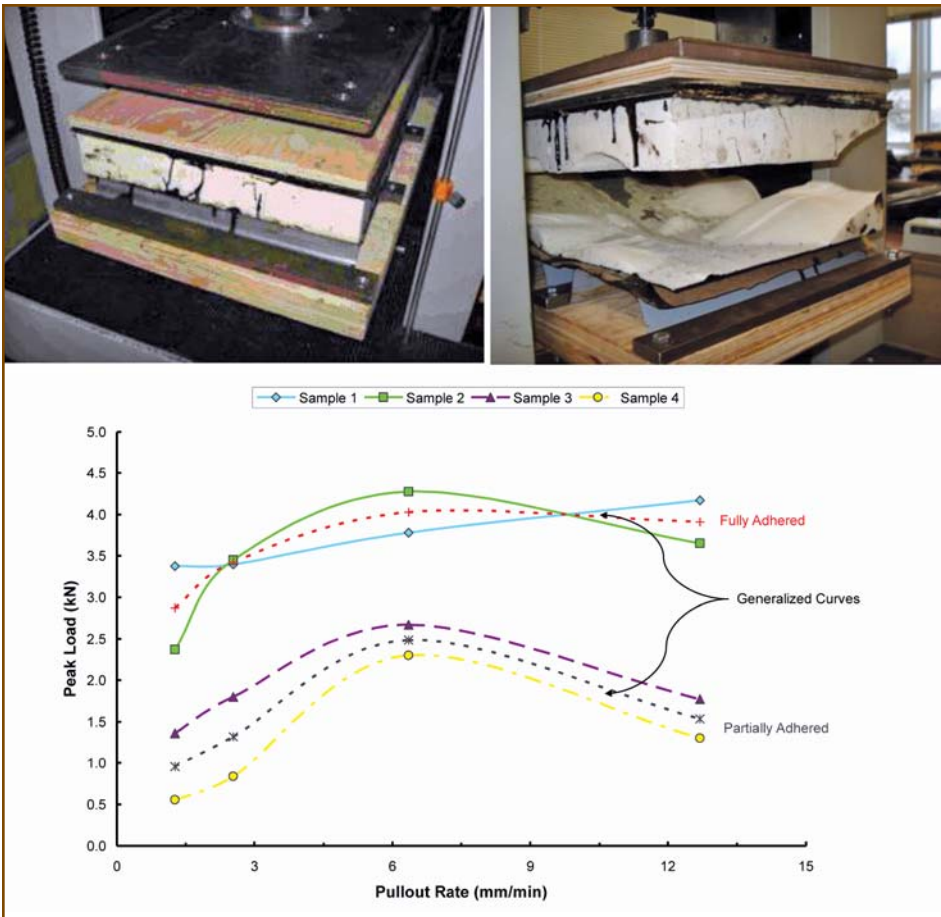 Sample 1 Sample 2 Sample 3 Sample 4
5.0
4.5
4.0
3.5
3.0
2.5
2.0
1.5
1.0
0.5
0.0
Peak Load (kN)
Fully Adhered
Generalized Curves
Partially Adhered
0 3 6 9 12 15
Pullout Rate (mm/min)